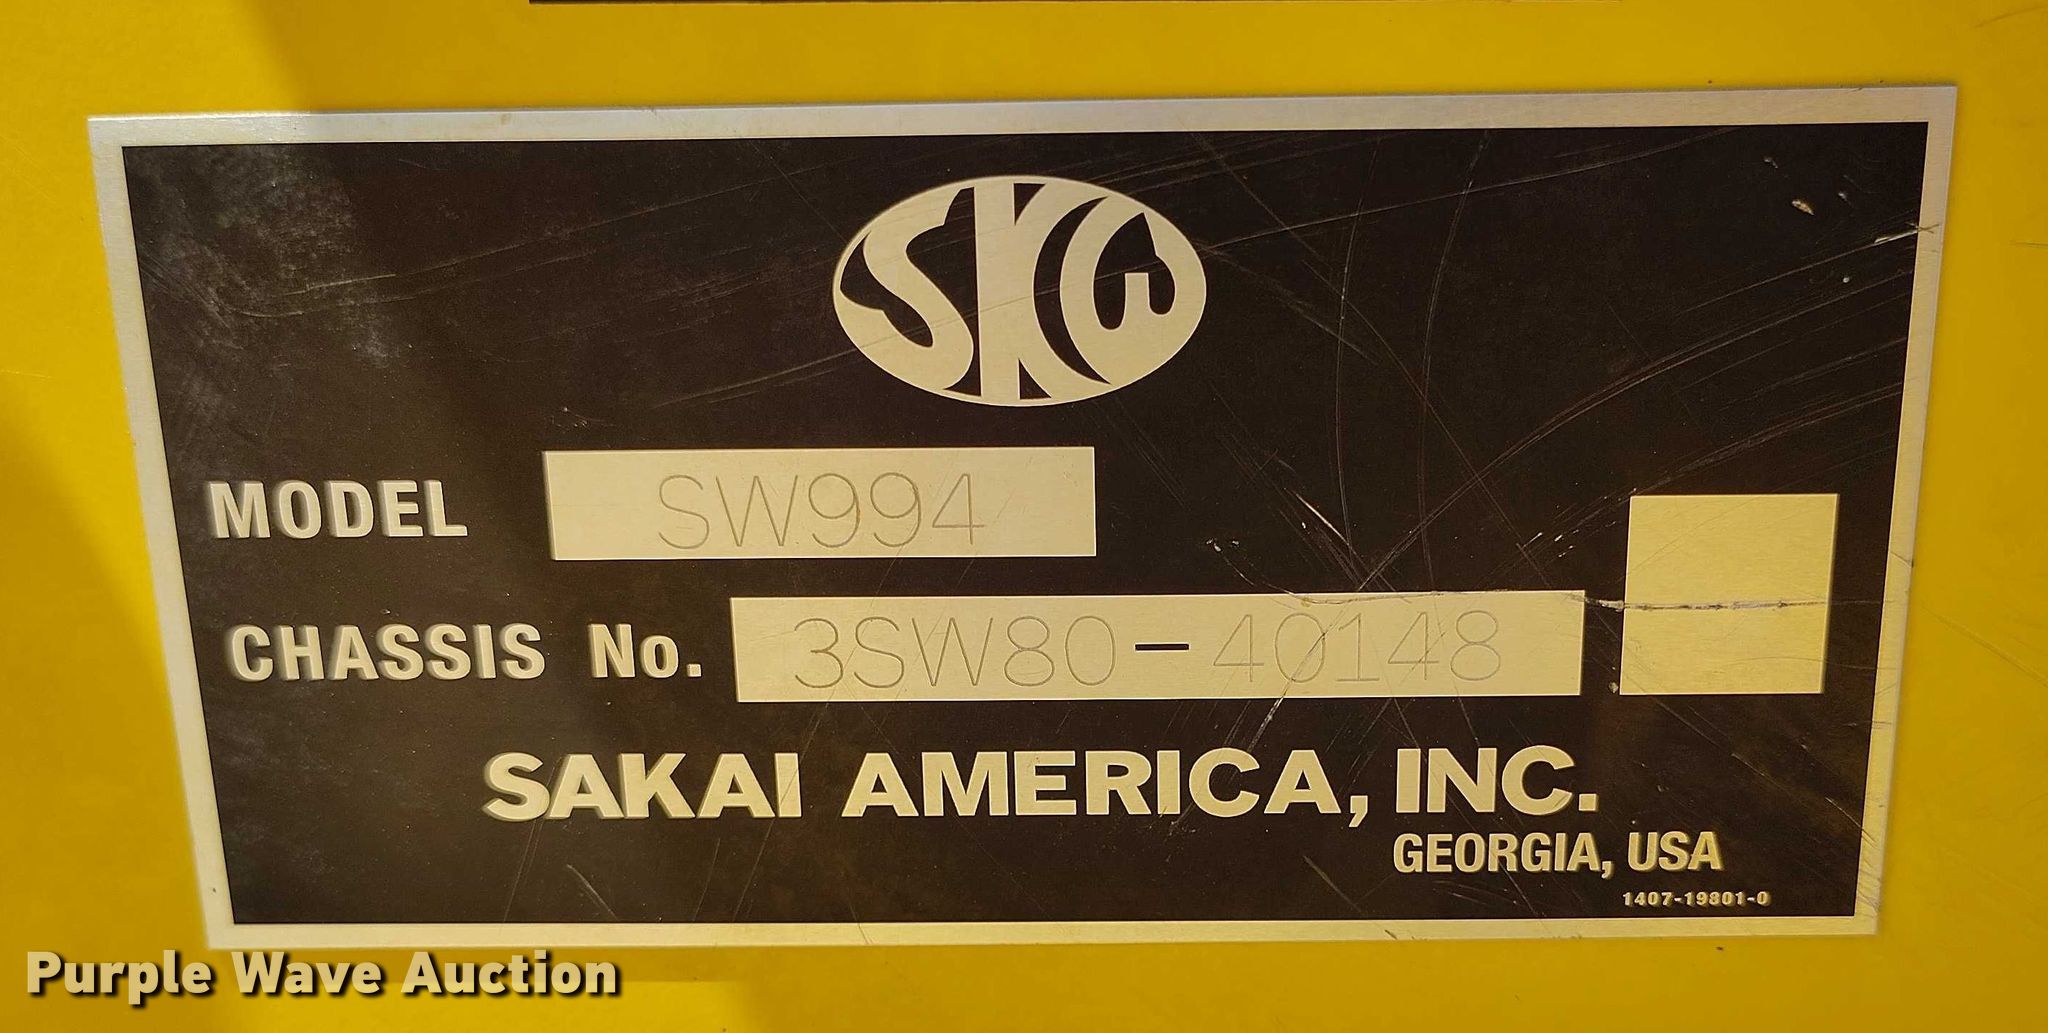 SKW
MODEL SW994
CHASSIS No. 3SW80-40148
SAKAI AMERICA, INC.
GEORGIA, USA
1407-19801-0
Purple Wave Auction